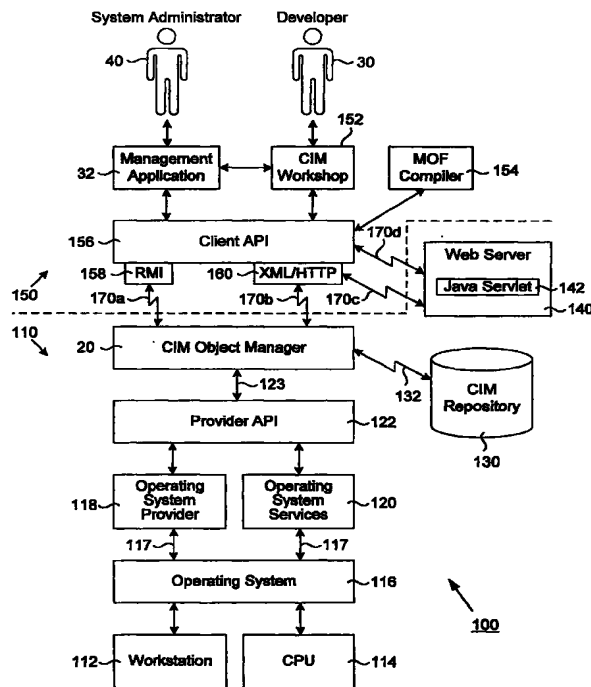 System Administrator
Developer
40
30
152
Management
Application
32
CIM
Workshop
MOF
Compiler
154
156
Client API
170d
158
RMI
160
XML/HTTP
Web Server
Java Servlet
142
140
150
170a
170b
170c
110
20
CIM Object Manager
123
132
CIM
Repository
130
Provider API
122
118
Operating
System
Provider
Operating
System
Services
120
117
117
Operating System
116
100
112
Workstation
CPU
114